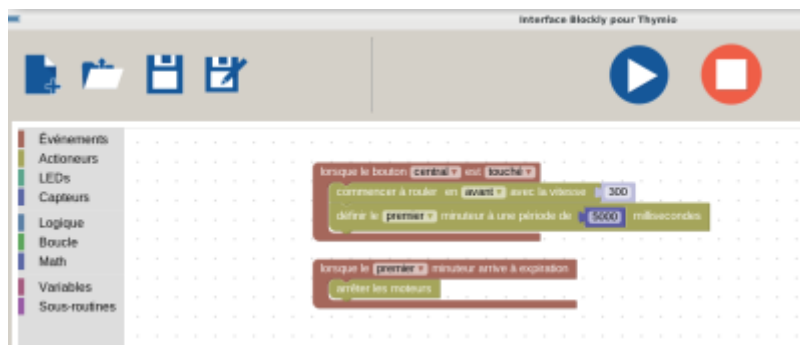 Interface Blockly pour Thymio
Événements
Actioneurs
LEDs
Capteurs
Logique
Boucle
Math
Variables
Sous-routines
lorsque le bouton central est touché
commencer à rouler en avant avec la vitesse 300
définir le premier minuteur à une période de 5000 millisecondes
lorsque le premier minuteur arrive à expiration
arrêter les moteurs